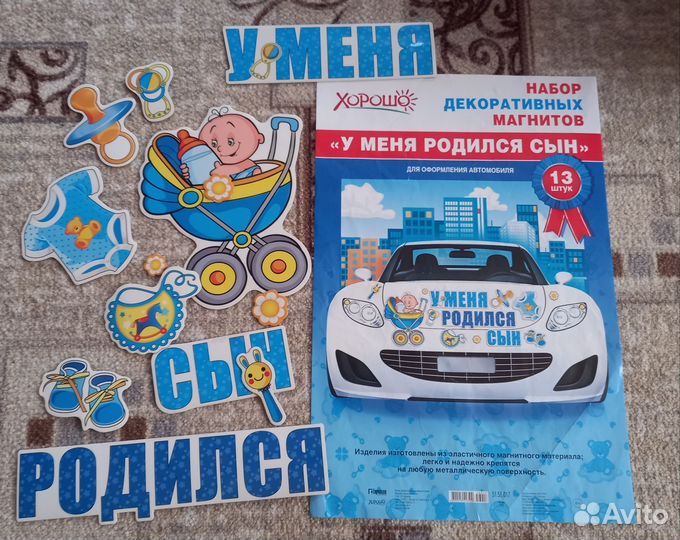 У МЕНЯ
Хорошо
НАБОР
ДЕКОРАТИВНЫХ
МАГНИТОВ
«У МЕНЯ РОДИЛСЯ СЫН»
ДЛЯ ОФОРМЛЕНИЯ АВТОМОБИЛЯ
13
ШТУК
У МЕНЯ
РОДИЛСЯ
СЫН
СЫН
РОДИЛСЯ
Изделия изготовлены из эластичного магнитного материала;
легко и надежно крепятся
на любую металлическую поверхность.
Avito